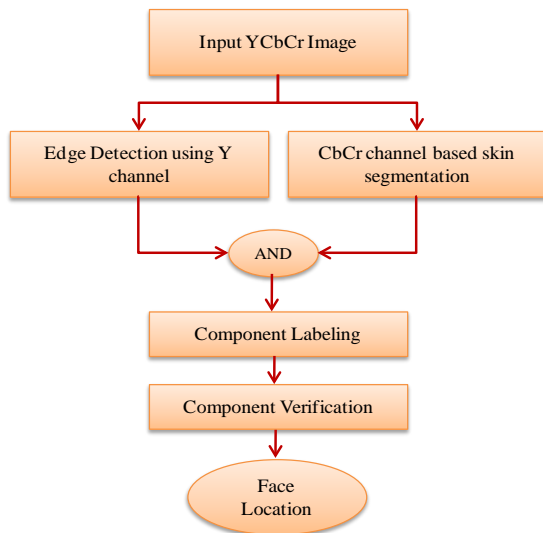 Input YCbCr Image
Edge Detection using Y
channel
CbCr channel based skin
segmentation
AND
Component Labeling
Component Verification
Face
Location